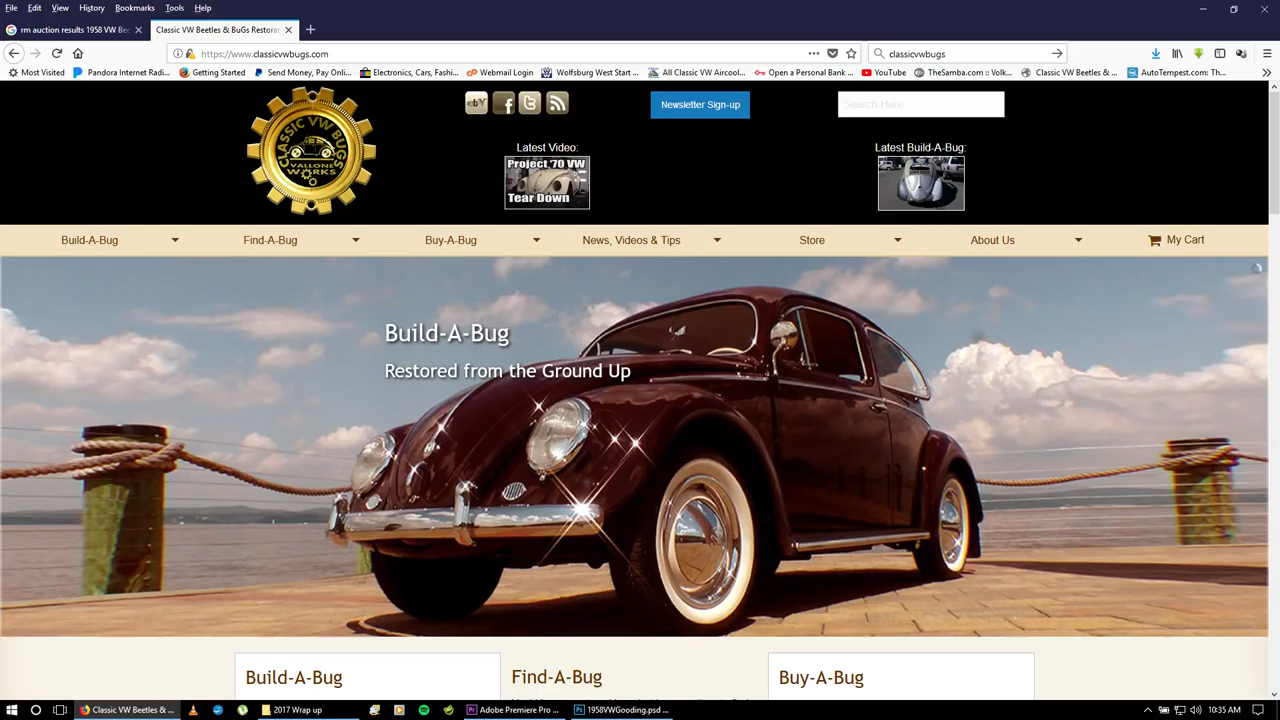 File Edit View History Bookmarks Tools Help
rm auction results 1958 VW Bee
Classic VW Beetles & BuGs Restorat
https://www.classicvwbugs.com
classicvwbugs
Most Visited Pandora Internet Radi... Getting Started Send Money, Pay Onli... Electronics, Cars, Fashi... Webmail Login Wolfsburg West Start ... All Classic VW Aircool... Open a Personal Bank ... YouTube TheSamba.com :: Volk... Classic VW Beetles & ... AutoTempest.com: Th...
CLASSIC VW BUGS
VALLONE
WORKS
ebY
Newsletter Sign-up
Search Here
Latest Video:
Project '70 VW
Tear Down
Latest Build-A-Bug:
Build-A-Bug Find-A-Bug Buy-A-Bug News, Videos & Tips Store About Us My Cart
Build-A-Bug
Restored from the Ground Up
Build-A-Bug
Find-A-Bug
Buy-A-Bug
Classic VW Beetles & ... 2017 Wrap up Adobe Premiere Pro ... 1958VWGooding.psd ... 10:35 AM